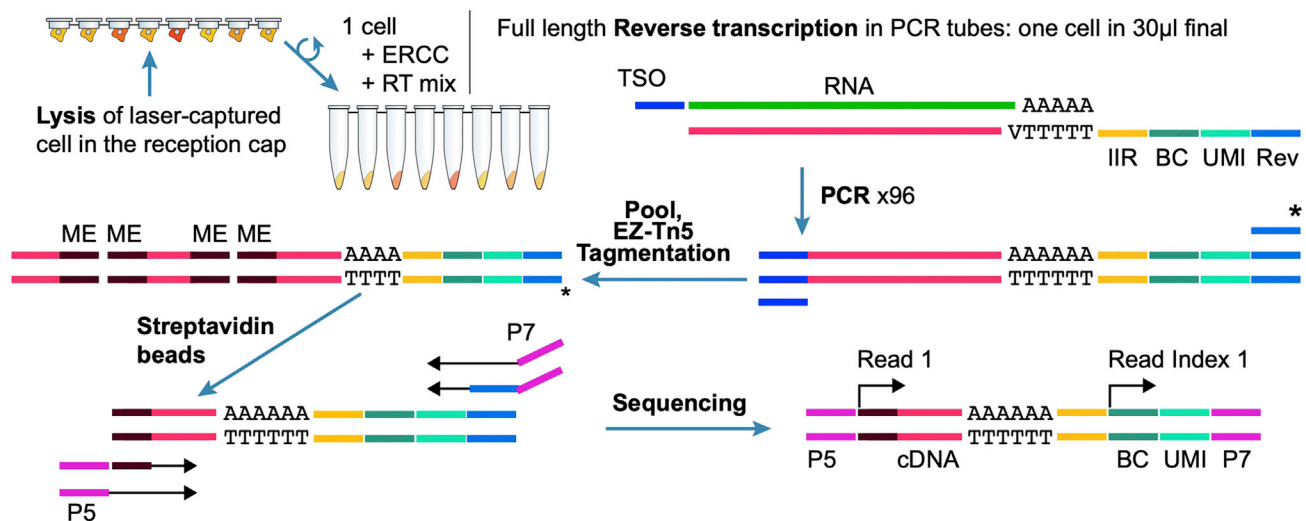 1 cell
+ ERCC
+ RT mix
Full length Reverse transcription in PCR tubes: one cell in 30µl final
Lysis of laser-captured
cell in the reception cap
TSO
RNA
AAAAA
VTTTTT
IIR BC UMI Rev
PCR x96
*
AAAAAA
TTTTTT
Pool,
EZ-Tn5
Tagmentation
ME ME ME ME
AAAA
TTTT
*
Streptavidin
beads
P7
AAAAAA
TTTTTT
P5
Sequencing
Read 1
Read Index 1
AAAAAA
TTTTTT
P5 cDNA BC UMI P7